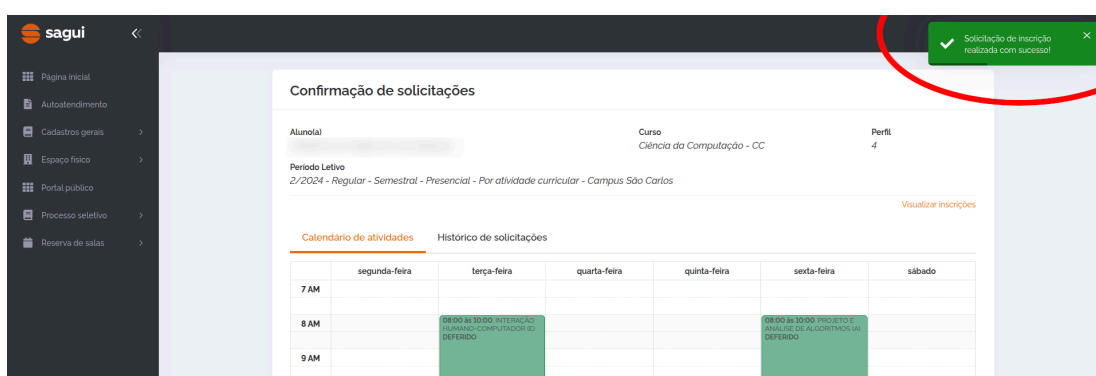 sagui
Solicitação de inscrição
realizada com sucesso!
Página inicial
Autoatendimento
Cadastros gerais
Espaço físico
Portal público
Processo seletivo
Reserva de salas
Confirmação de solicitações
Aluno(a)
Curso
Ciência da Computação - CC
Perfil
4
Período Letivo
2/2024 - Regular - Semestral - Presencial - Por atividade curricular - Campus São Carlos
Visualizar inscrições
Calendário de atividades
Histórico de solicitações
segunda-feira
terça-feira
quarta-feira
quinta-feira
sexta-feira
sábado
7 AM
8 AM
08:00 às 10:00 INTERAÇÃO
HUMANO-COMPUTADOR (E)
DEFERIDO
08:00 às 10:00 PROJETO E
ANÁLISE DE ALGORITMOS (A)
DEFERIDO
9 AM